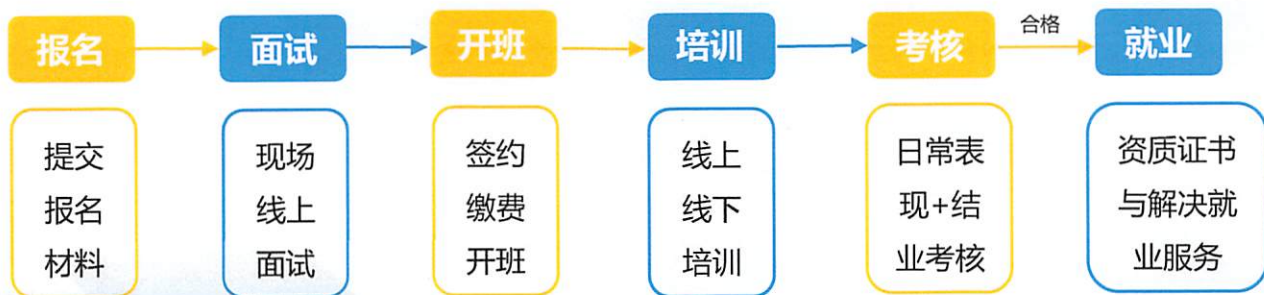 报名
面试
开班
培训
考核
合格
就业
提交
报名
材料
现场
线上
面试
签约
缴费
开班
线上
线下
培训
日常表
现+结
业考核
资质证书
与解决就
业服务